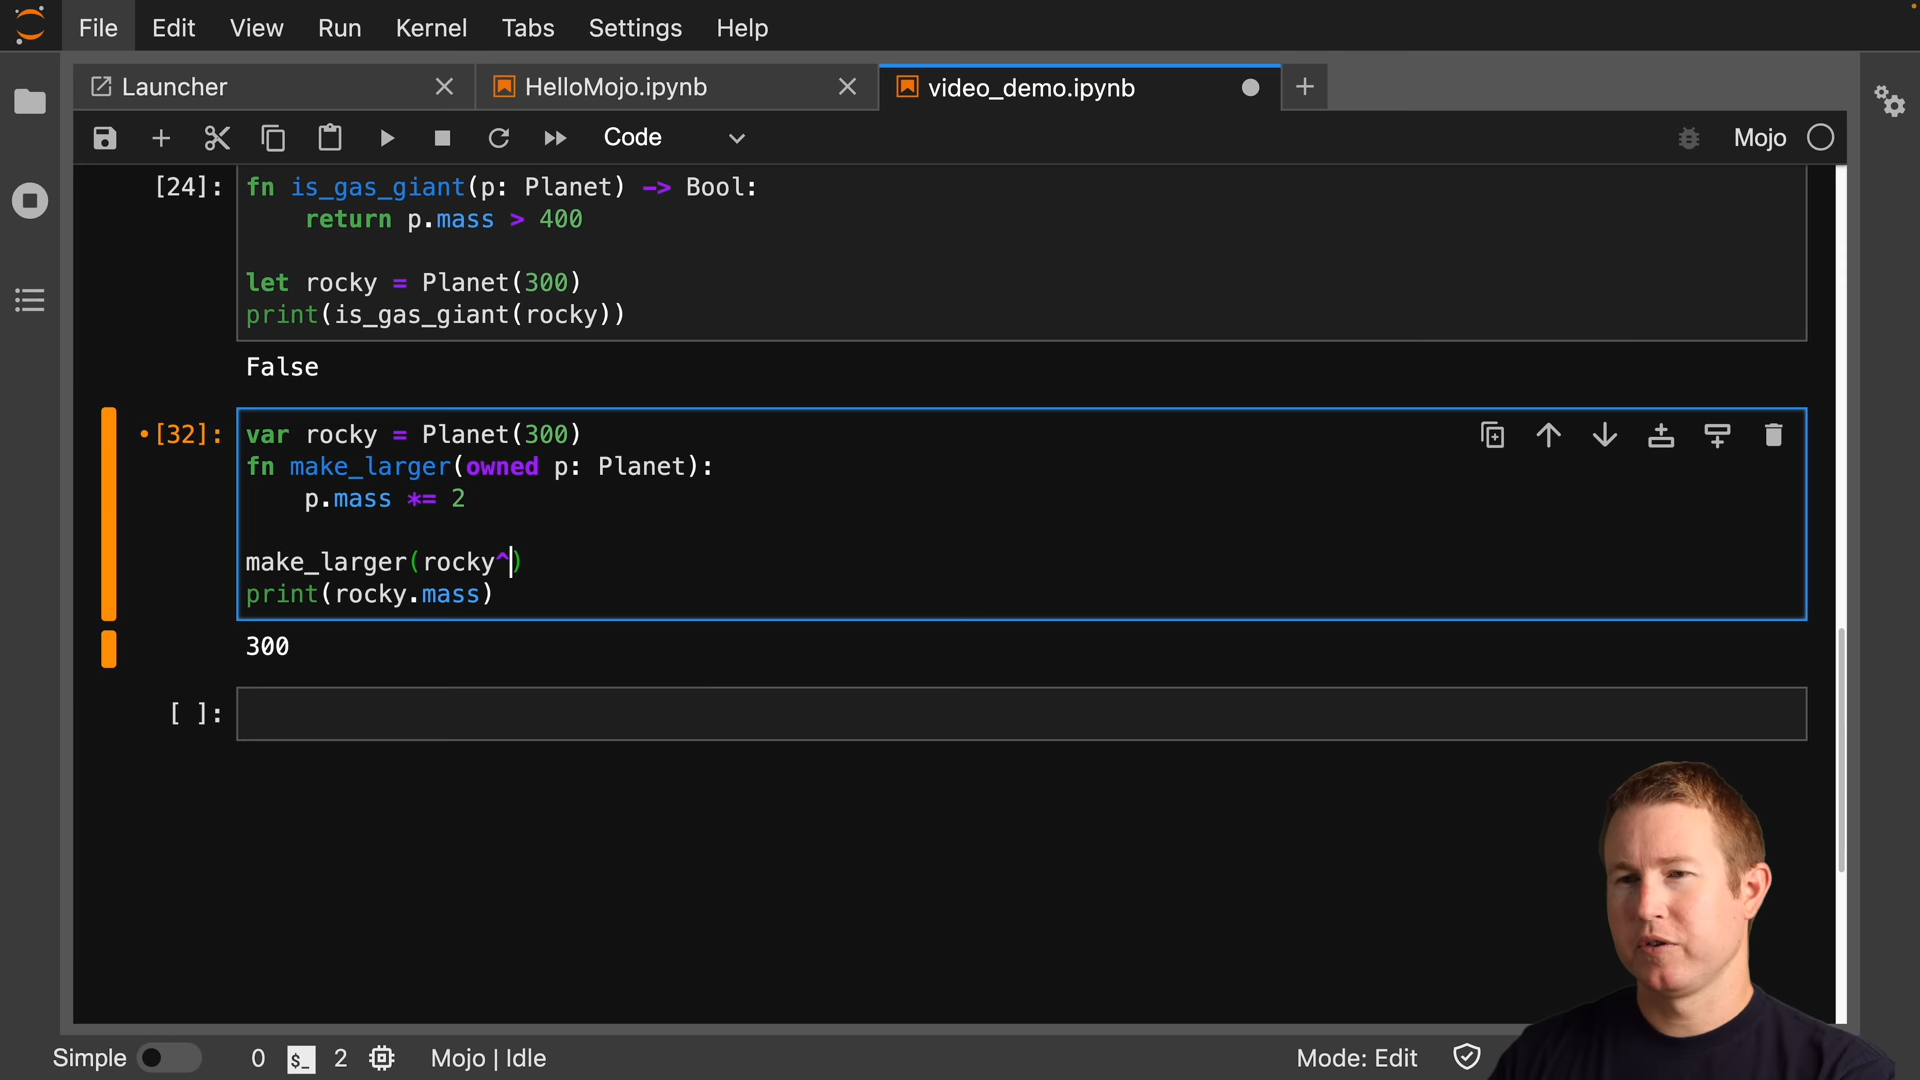 File Edit View Run Kernel Tabs Settings Help
Launcher HelloMojo.ipynb video_demo.ipynb
Code Mojo
[24]: fn is_gas_giant(p: Planet) -> Bool:
return p.mass > 400
let rocky = Planet(300)
print(is_gas_giant(rocky))
False
[32]: var rocky = Planet(300)
fn make_larger(owned p: Planet):
p.mass *= 2
make_larger(rocky^)
print(rocky.mass)
300
[ ]:
Simple 0 $_ 2 Mojo | Idle Mode: Edit